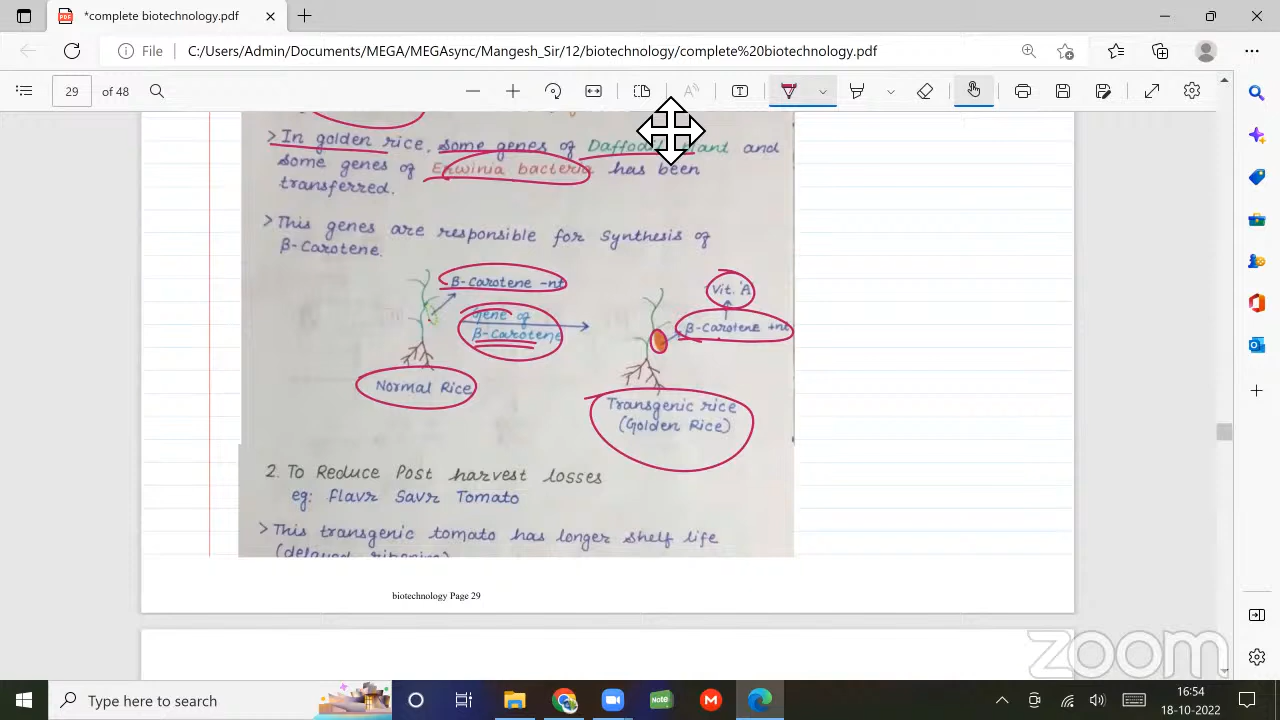 *complete biotechnology.pdf
File
C:/Users/Admin/Documents/MEGA/MEGAsync/Mangesh_Sir/12/biotechnology/complete%20biotechnology.pdf
29 of 48
> In golden rice, some genes of Daffodil plant and
some genes of Erwinia bacteria has been
transferred.
> This genes are responsible for synthesis of
β-Carotene.
β-Carotene -nt
Gene of
β-Carotene
Vit. 'A
β-Carotene +nt
Normal Rice
Transgenic rice
(Golden Rice)
2. To Reduce Post harvest losses
eg: Flavr Savr Tomato
> This transgenic tomato has longer shelf life
(delayed ripening)
biotechnology Page 29
zoom
Type here to search
Note
16:54
18-10-2022